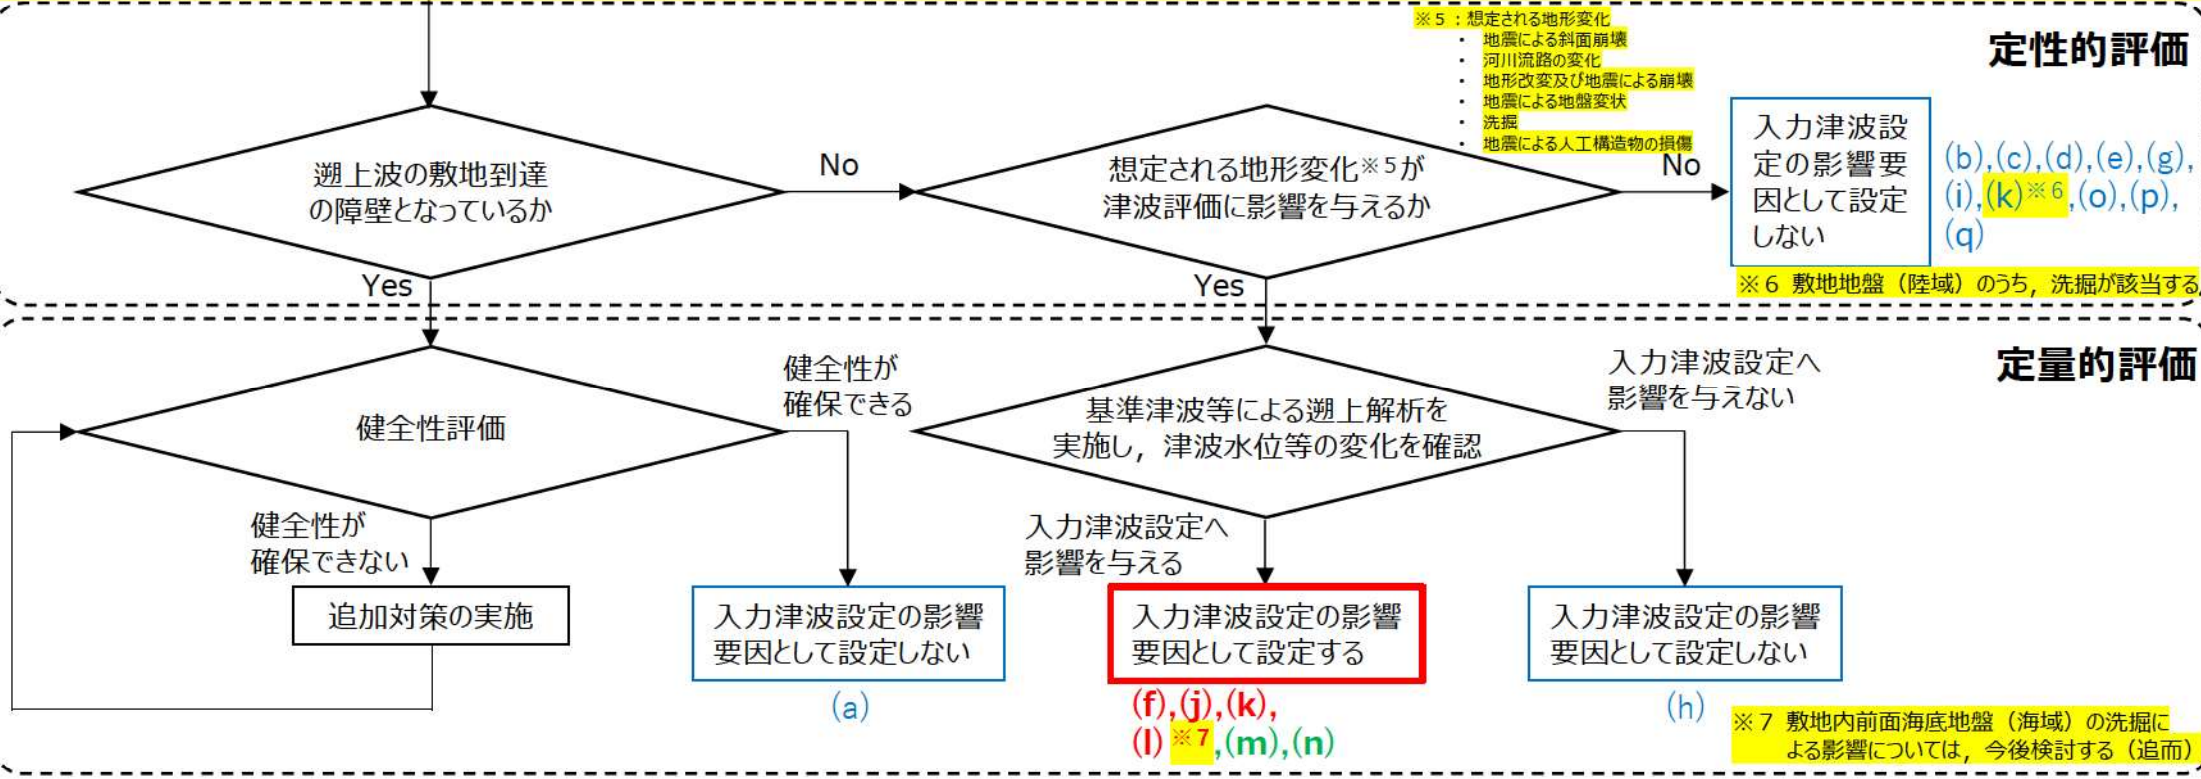 ※５：想定される地形変化
・ 地震による斜面崩壊
・ 河川流路の変化
・ 地形改変及び地震による崩壊
・ 地震による地盤変状
・ 洗掘
・ 地震による人工構造物の損傷
定性的評価
遡上波の敷地到達
の障壁となっているか
No
Yes
想定される地形変化※５が
津波評価に影響を与えるか
No
Yes
入力津波設
定の影響要
因として設定
しない
(b),(c),(d),(e),(g),
(i),(k)※６,(o),(p),
(q)
※６ 敷地地盤（陸域）のうち，洗掘が該当する
定量的評価
健全性評価
健全性が
確保できる
健全性が
確保できない
追加対策の実施
入力津波設定の影響
要因として設定しない
(a)
基準津波等による遡上解析を
実施し，津波水位等の変化を確認
入力津波設定へ
影響を与えない
入力津波設定へ
影響を与える
入力津波設定の影響
要因として設定する
(f),(j),(k),
(l)※７,(m),(n)
入力津波設定の影響
要因として設定しない
(h)
※７ 敷地内前面海底地盤（海域）の洗掘に
よる影響については，今後検討する（追而）